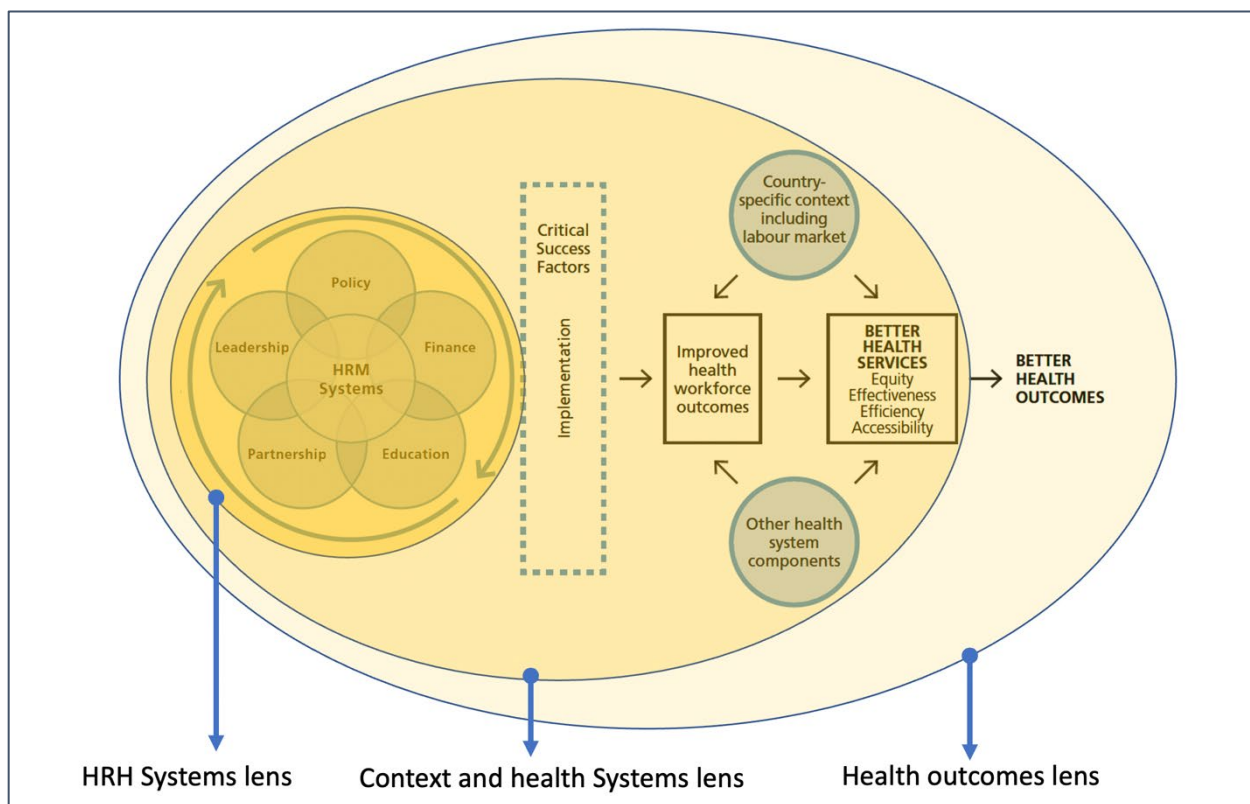 Policy
Leadership
Finance
HRM
Systems
Partnership
Education
Critical
Success
Factors
Implementation
Country-
specific context
including
labour market
Improved
health
workforce
outcomes
BETTER
HEALTH
SERVICES
Equity
Effectiveness
Efficiency
Accessibility
BETTER
HEALTH
OUTCOMES
Other health
system
components
HRH Systems lens
Context and health Systems lens
Health outcomes lens